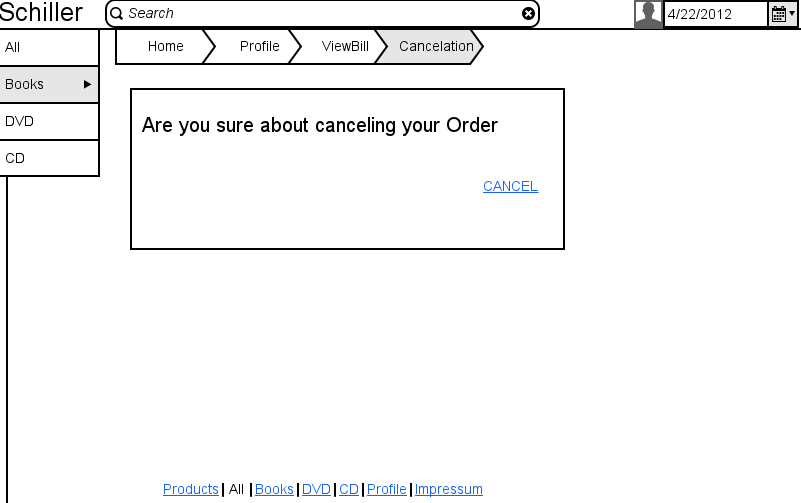 Schiller
Search
4/22/2012
All
Books
DVD
CD
Home Profile ViewBill Cancelation
Are you sure about canceling your Order
CANCEL
Products | All | Books | DVD | CD | Profile | Impressum